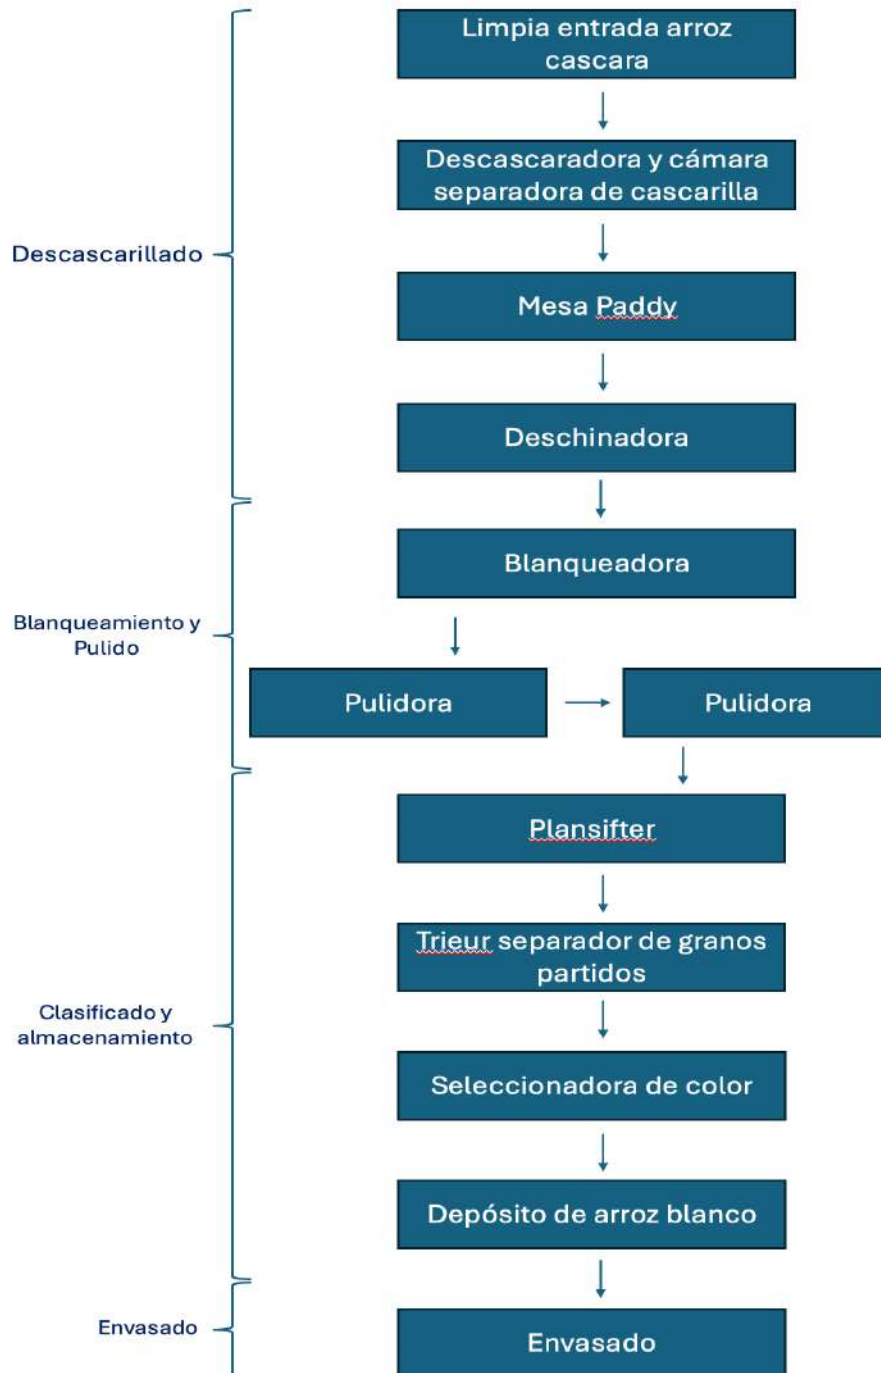 Limpia entrada arroz
cascara
Descascaradora y cámara
separadora de cascarilla
Descascarillado
Mesa Paddy
Deschinadora
Blanqueadora
Blanqueamiento y
Pulido
Pulidora
Pulidora
Plansifter
Trieur separador de granos
partidos
Clasificado y
almacenamiento
Seleccionadora de color
Depósito de arroz blanco
Envasado
Envasado